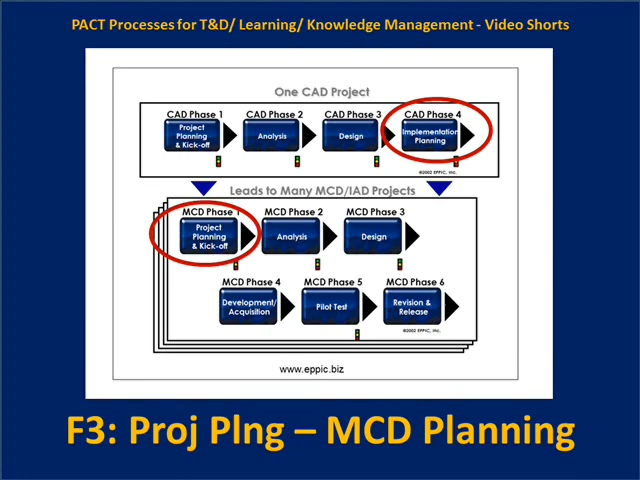 PACT Processes for T&D/ Learning/ Knowledge Management - Video Shorts
One CAD Project
CAD Phase 1 CAD Phase 2 CAD Phase 3 CAD Phase 4
Project Planning & Kick-off
Analysis
Design
Implementation Planning
©2002 EPPIC, Inc.
Leads to Many MCD/IAD Projects
MCD Phase 1 MCD Phase 2 MCD Phase 3
Project Planning & Kick-off
Analysis
Design
MCD Phase 4 MCD Phase 5 MCD Phase 6
Development/ Acquisition
Pilot Test
Revision & Release
©2002 EPPIC, Inc.
www.eppic.biz
F3: Proj Plng – MCD Planning